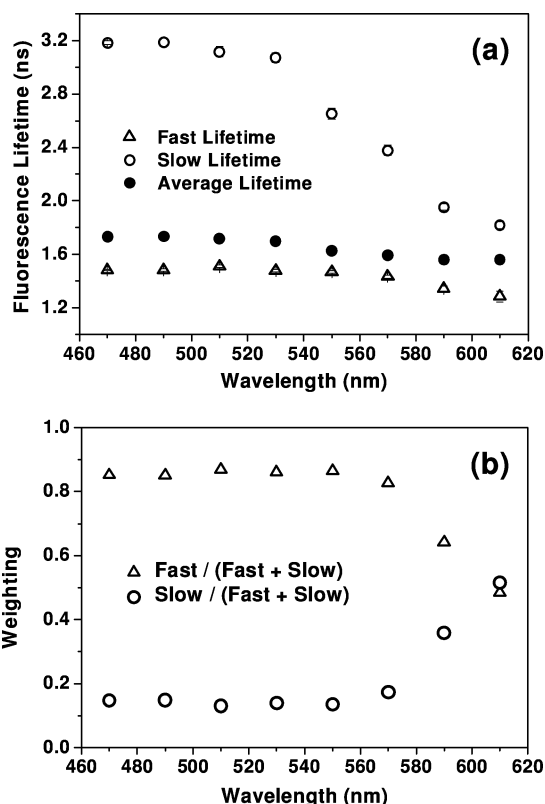 (a)
3.2
2.8
2.4
2.0
1.6
1.2
Fluorescence Lifetime (ns)
Fast Lifetime
Slow Lifetime
Average Lifetime
460 480 500 520 540 560 580 600 620
Wavelength (nm)
(b)
1.0
0.8
0.6
0.4
0.2
0.0
Weighting
Fast / (Fast + Slow)
Slow / (Fast + Slow)
460 480 500 520 540 560 580 600 620
Wavelength (nm)